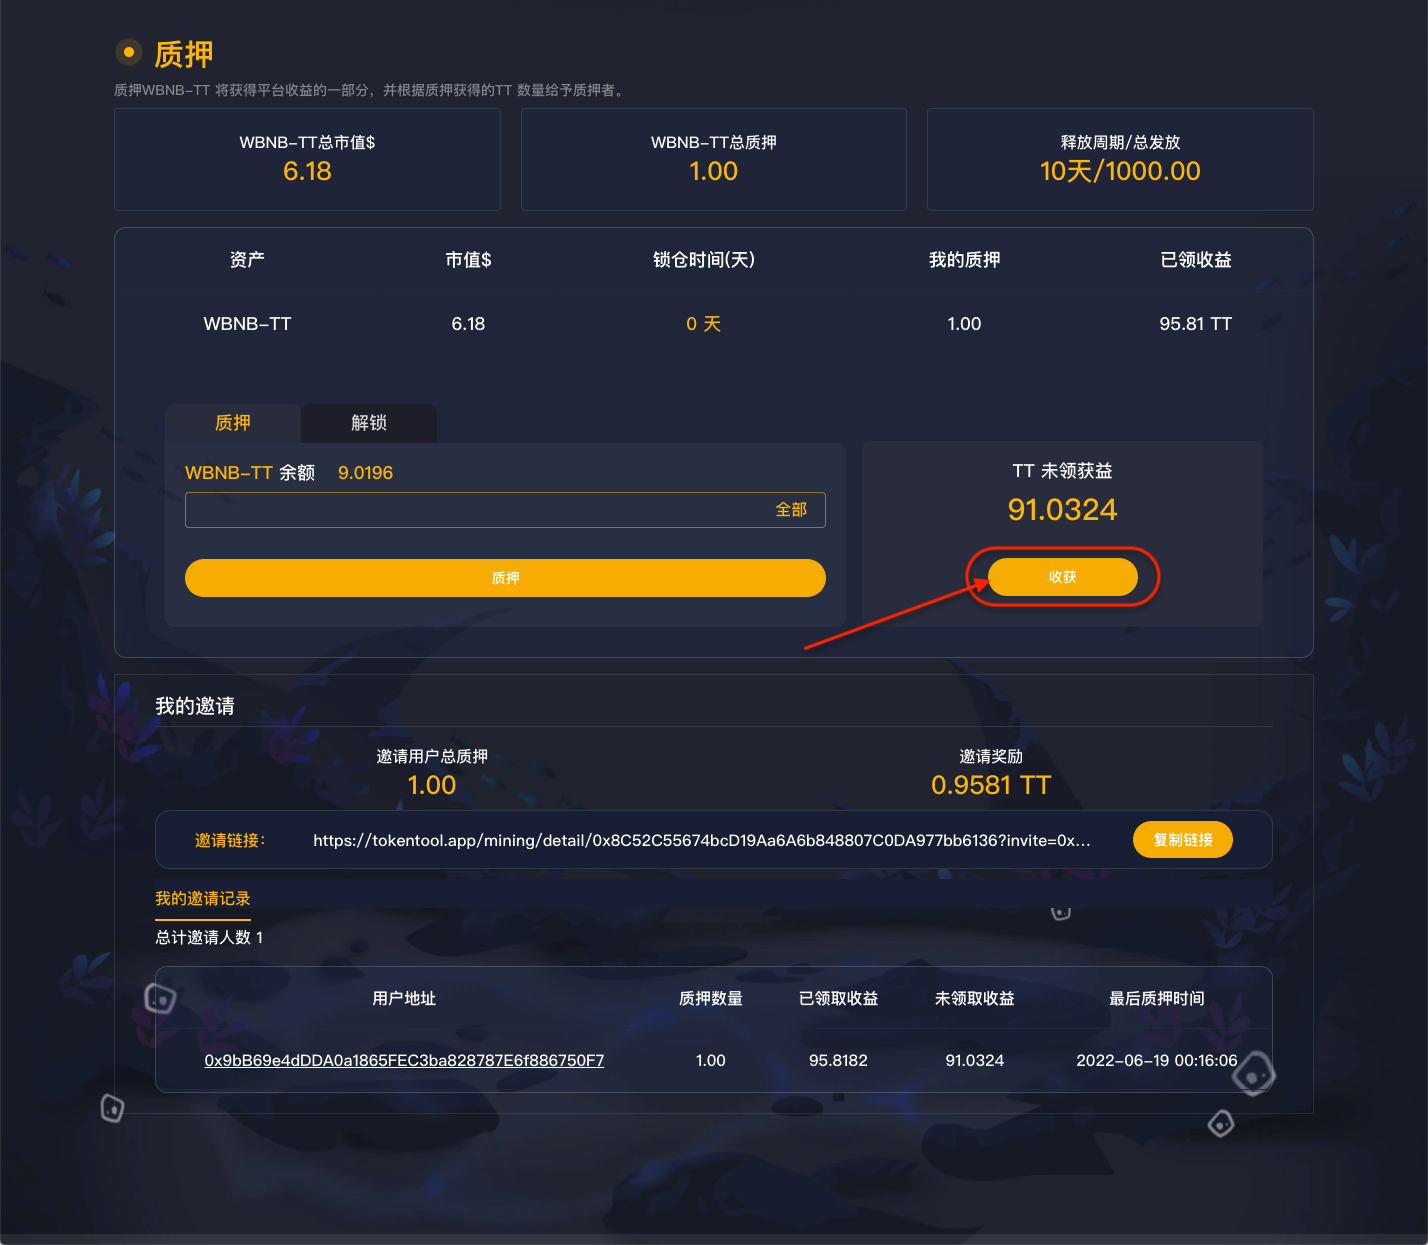 质押
质押WBNB-TT 将获得平台收益的一部分，并根据质押获得的TT 数量给予质押者。
WBNB-TT总市值$
6.18
WBNB-TT总质押
1.00
释放周期/总发放
10天/1000.00
资产 市值$ 锁仓时间(天) 我的质押 已领收益
WBNB-TT 6.18 0 天 1.00 95.81 TT
质押 解锁
WBNB-TT 余额 9.0196
全部
质押
TT 未领获益
91.0324
收获
我的邀请
邀请用户总质押
1.00
邀请奖励
0.9581 TT
邀请链接： https://tokentool.app/mining/detail/0x8C52C55674bcD19Aa6A6b848807C0DA977bb6136?invite=0x... 复制链接
我的邀请记录
总计邀请人数 1
用户地址 质押数量 已领取收益 未领取收益 最后质押时间
0x9bB69e4dDDA0a1865FEC3ba828787E6f886750F7 1.00 95.8182 91.0324 2022-06-19 00:16:06